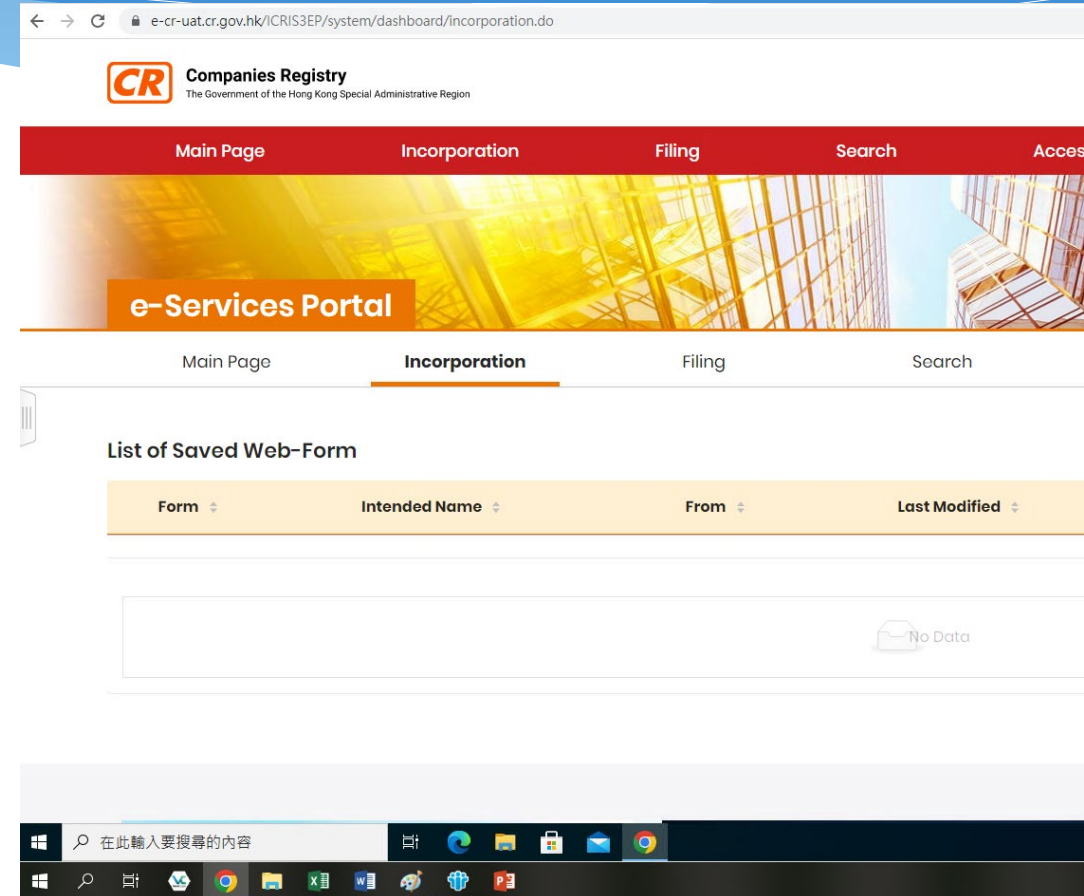 e-cr-uat.cr.gov.hk/ICRIS3EP/system/dashboard/incorporation.do
CR Companies Registry
The Government of the Hong Kong Special Administrative Region
Main Page Incorporation Filing Search Acces
e-Services Portal
Main Page Incorporation Filing Search
List of Saved Web-Form
Form Intended Name From Last Modified
No Data
在此輸入要搜尋的內容